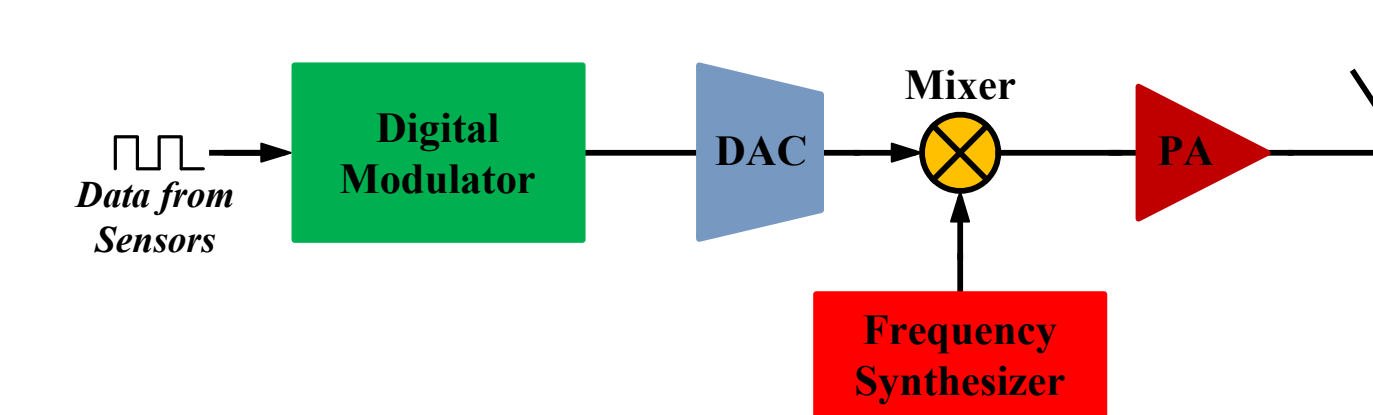 Mixer
Digital
Modulator
DAC
PA
Data from
Sensors
Frequency
Synthesizer